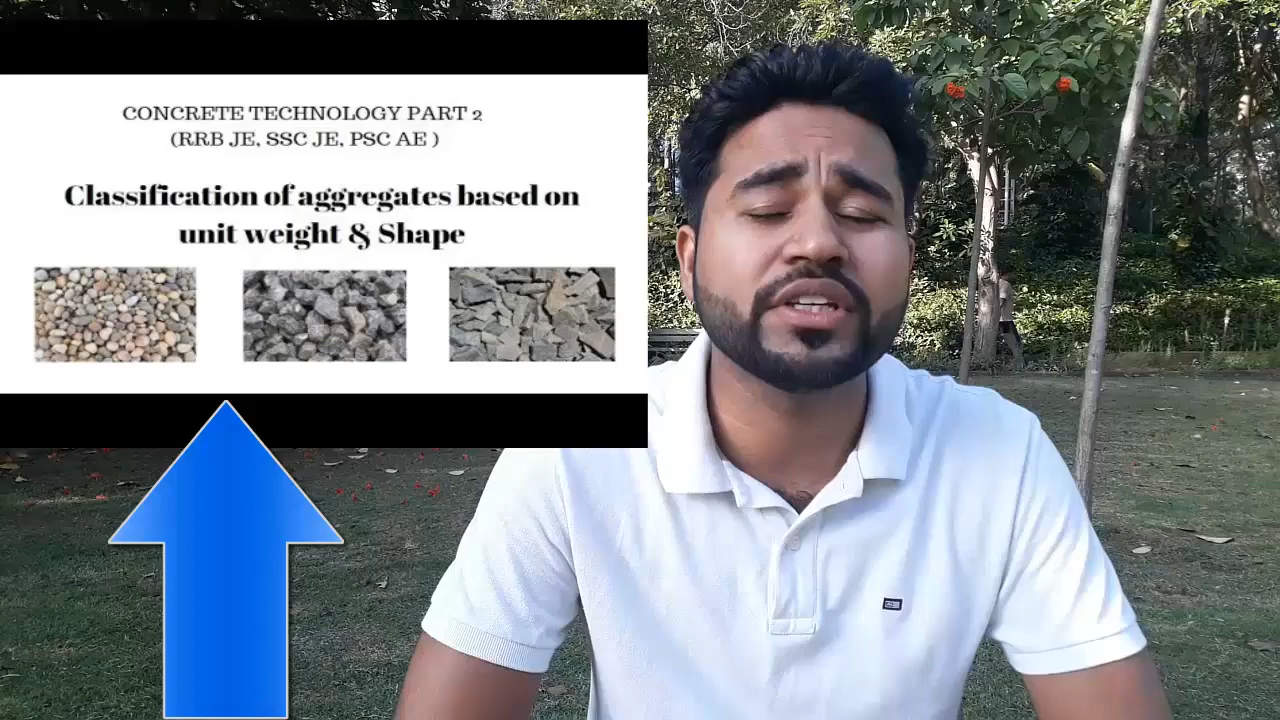 CONCRETE TECHNOLOGY PART 2
(RRB JE, SSC JE, PSC AE )
Classification of aggregates based on
unit weight & Shape